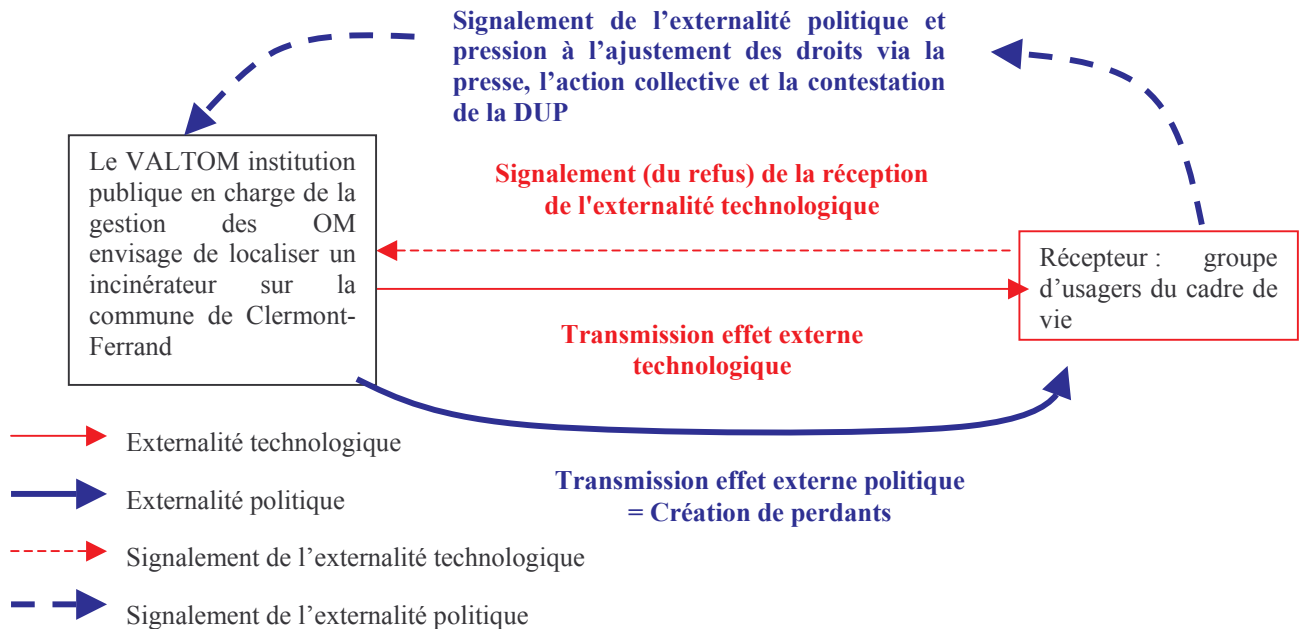 Signalement de l’externalité politique et
pression à l’ajustement des droits via la
presse, l’action collective et la contestation
de la DUP
Le VALTOM institution
publique en charge de la
gestion des OM
envisage de localiser un
incinérateur sur la
commune de Clermont-
Ferrand
Signalement (du refus) de la réception
de l'externalité technologique
Récepteur : groupe
d’usagers du cadre de
vie
Transmission effet externe
technologique
Transmission effet externe politique
= Création de perdants
Externalité technologique
Externalité politique
Signalement de l’externalité technologique
Signalement de l’externalité politique